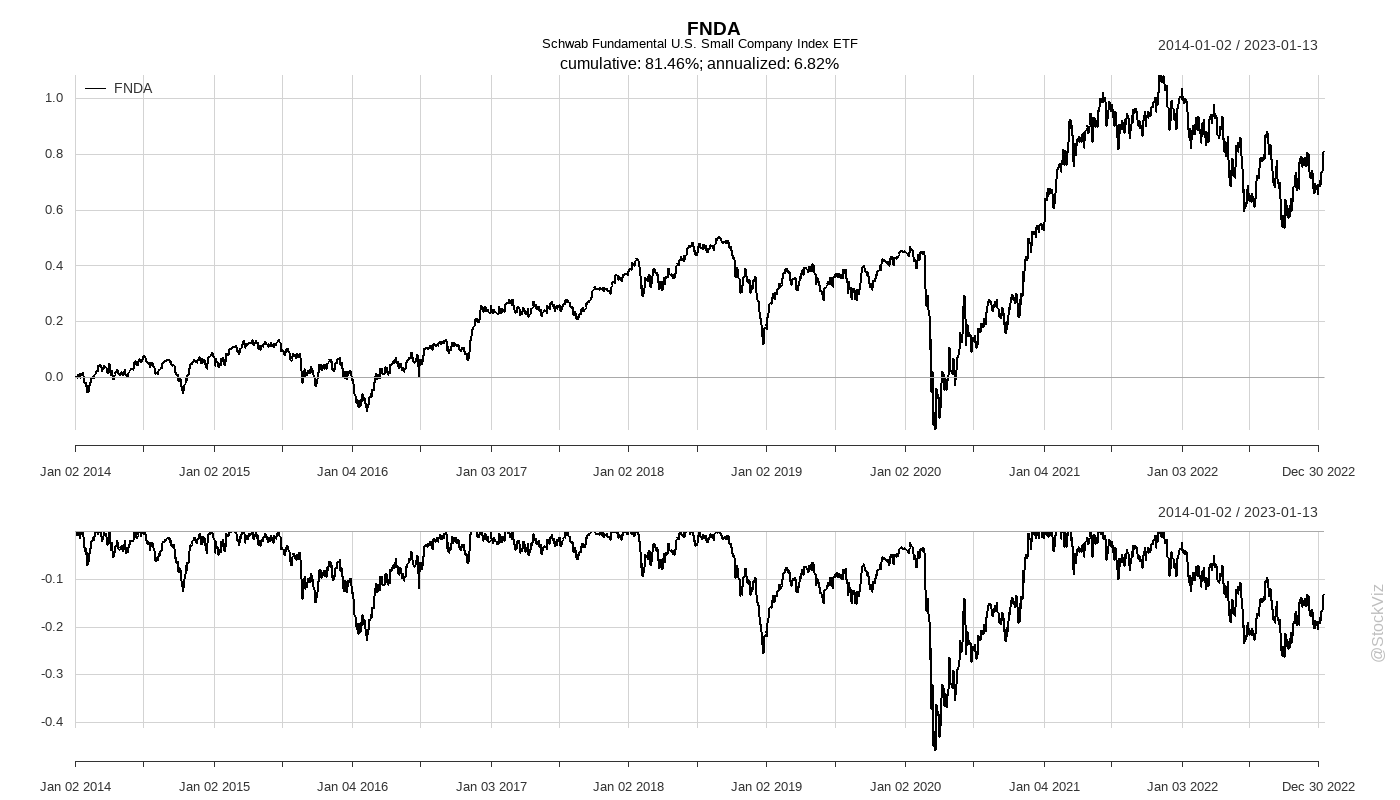 FNDA
Schwab Fundamental U.S. Small Company Index ETF
cumulative: 81.46%; annualized: 6.82%
2014-01-02 / 2023-01-13
FNDA
1.0
0.8
0.6
0.4
0.2
0.0
Jan 02 2014 Jan 02 2015 Jan 04 2016 Jan 03 2017 Jan 02 2018 Jan 02 2019 Jan 02 2020 Jan 04 2021 Jan 03 2022 Dec 30 2022
2014-01-02 / 2023-01-13
-0.1
-0.2
-0.3
-0.4
Jan 02 2014 Jan 02 2015 Jan 04 2016 Jan 03 2017 Jan 02 2018 Jan 02 2019 Jan 02 2020 Jan 04 2021 Jan 03 2022 Dec 30 2022
@StockViz